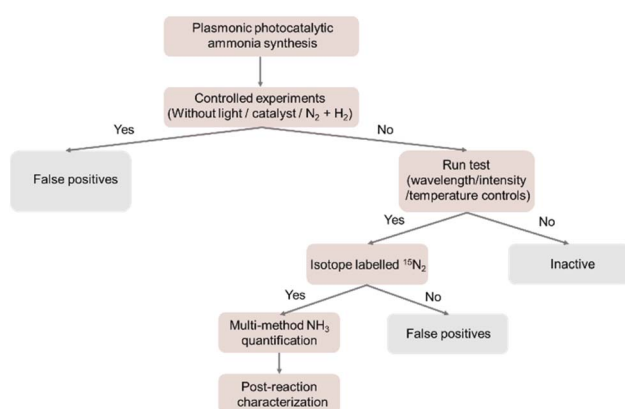 Plasmonic photocatalytic
ammonia synthesis
Controlled experiments
(Without light / catalyst / N₂ + H₂)
Yes
No
False positives
Run test
(wavelength/intensity
/temperature controls)
Yes
No
Isotope labelled ¹⁵N₂
Inactive
Yes
No
Multi-method NH₃
quantification
False positives
Post-reaction
characterization